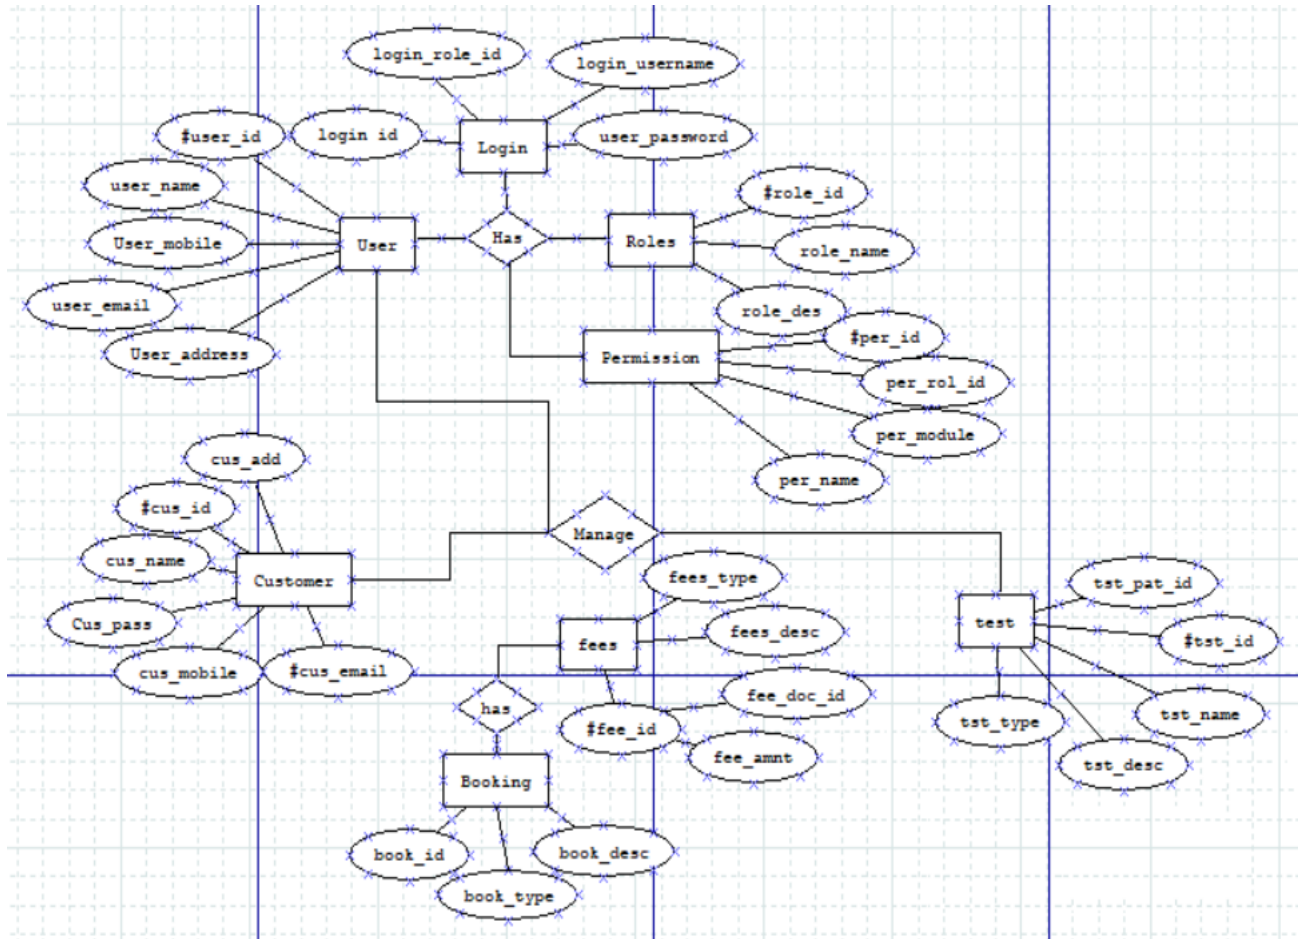 login_role_id
login_username
#user_id
login id
user_password
Login
user_name
#role_id
User_mobile
User
Has
Roles
role_name
user_email
role_des
User_address
Permission
#per_id
per_rol_id
per_module
cus_add
per_name
#cus_id
Manage
cus_name
Customer
fees_type
tst_pat_id
Cus_pass
fees
fees_desc
test
#tst_id
cus_mobile
#cus_email
has
fee_doc_id
#fee_id
tst_type
tst_name
fee_amnt
tst_desc
Booking
book_id
book_desc
book_type